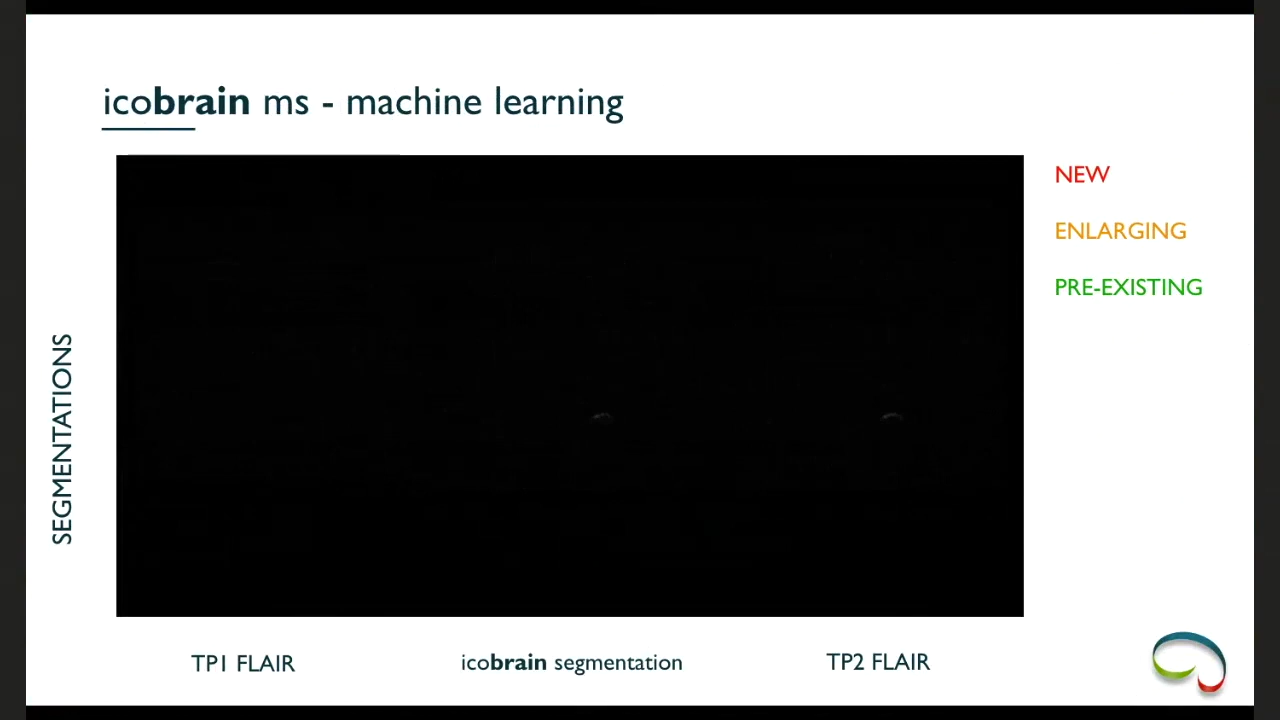 icobrain ms - machine learning
NEW
ENLARGING
PRE-EXISTING
SEGMENTATIONS
TP1 FLAIR
icobrain segmentation
TP2 FLAIR